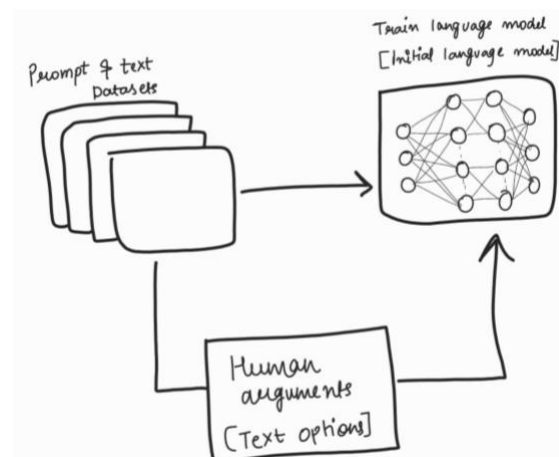 Prompt & text
Datasets
Train language model
[Initial language model]
Human
arguments
[Text options]